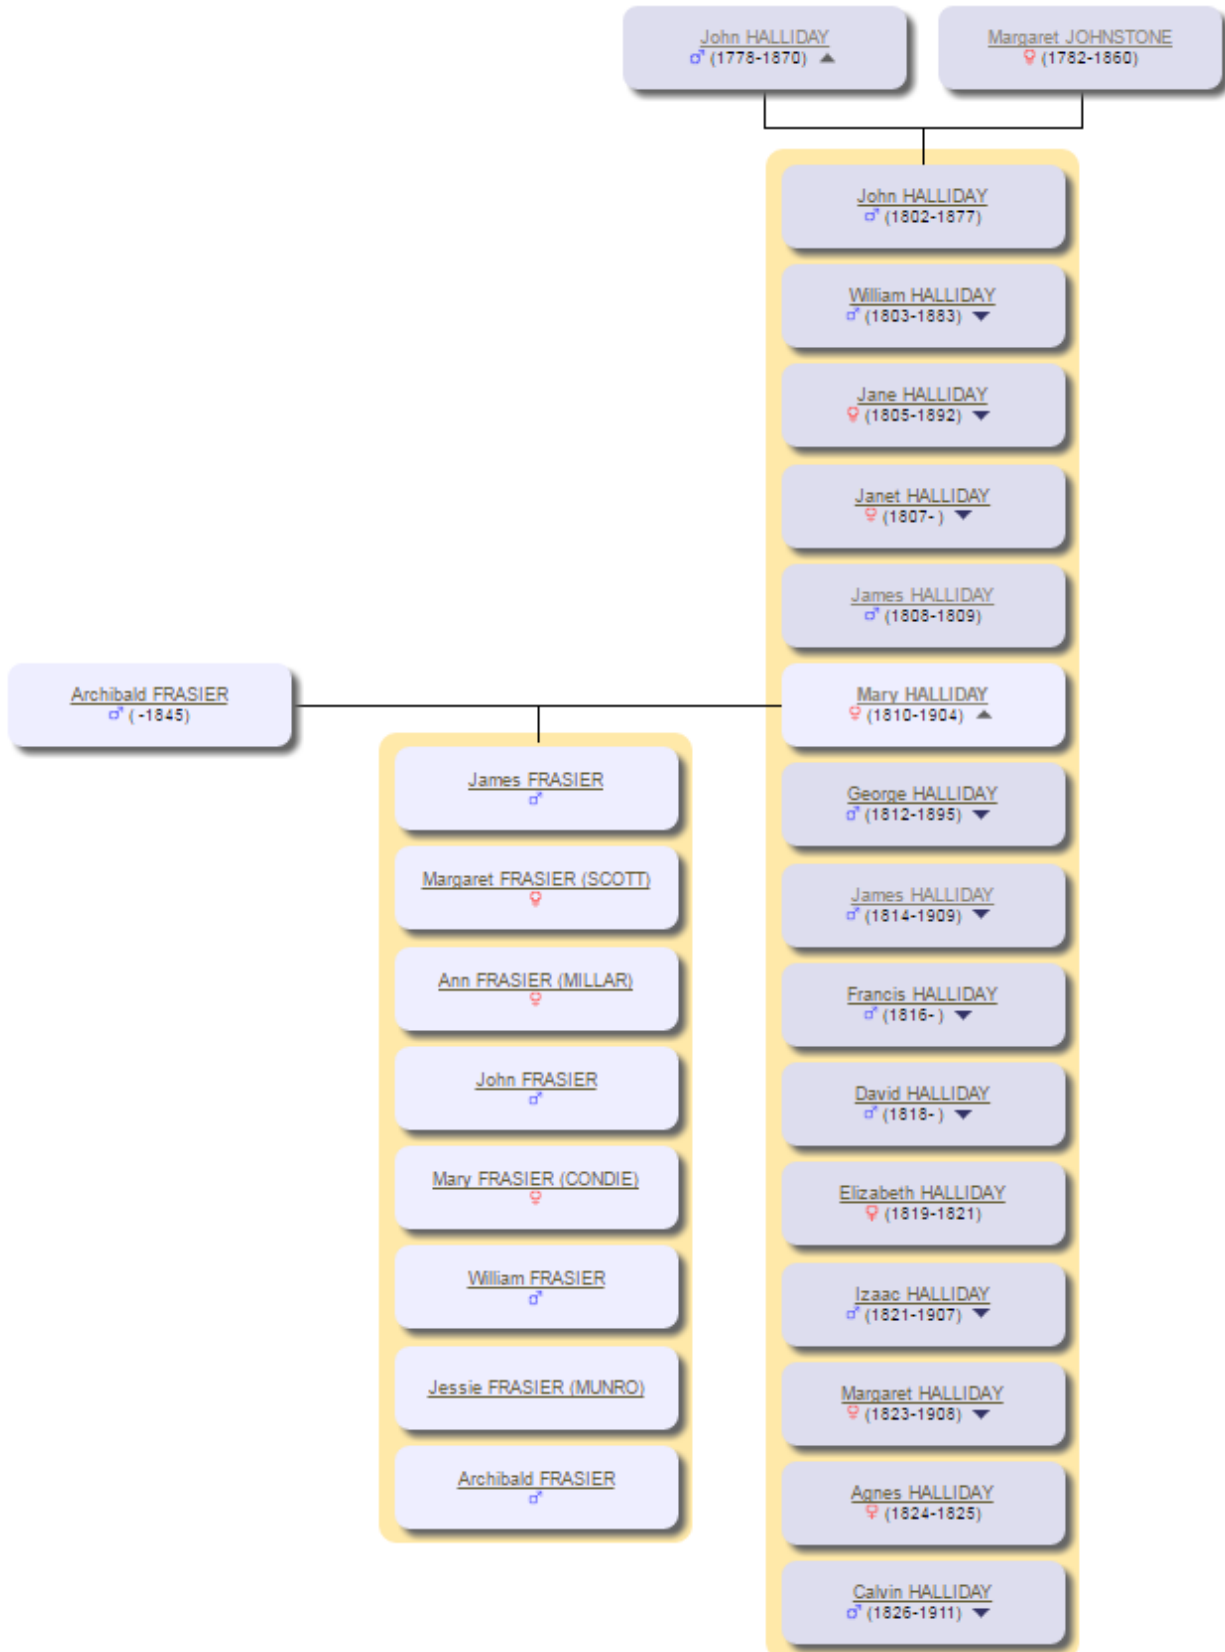 John HALLIDAY
♂ (1778-1870) ▲
Margaret JOHNSTONE
♀ (1782-1860)
John HALLIDAY
♂ (1802-1877)
William HALLIDAY
♂ (1803-1883) ▼
Jane HALLIDAY
♀ (1805-1892) ▼
Janet HALLIDAY
♀ (1807- ) ▼
James HALLIDAY
♂ (1808-1809)
Archibald FRASIER
♂ ( -1845)
Mary HALLIDAY
♀ (1810-1904) ▲
James FRASIER
♂
Margaret FRASIER (SCOTT)
♀
Ann FRASIER (MILLAR)
♀
John FRASIER
♂
Mary FRASIER (CONDIE)
♀
William FRASIER
♂
Jessie FRASIER (MUNRO)
Archibald FRASIER
♂
George HALLIDAY
♂ (1812-1895) ▼
James HALLIDAY
♂ (1814-1909) ▼
Francis HALLIDAY
♂ (1816- ) ▼
David HALLIDAY
♂ (1818- ) ▼
Elizabeth HALLIDAY
♀ (1819-1821)
Izaac HALLIDAY
♂ (1821-1907) ▼
Margaret HALLIDAY
♀ (1823-1908) ▼
Agnes HALLIDAY
♀ (1824-1825)
Calvin HALLIDAY
♂ (1826-1911) ▼